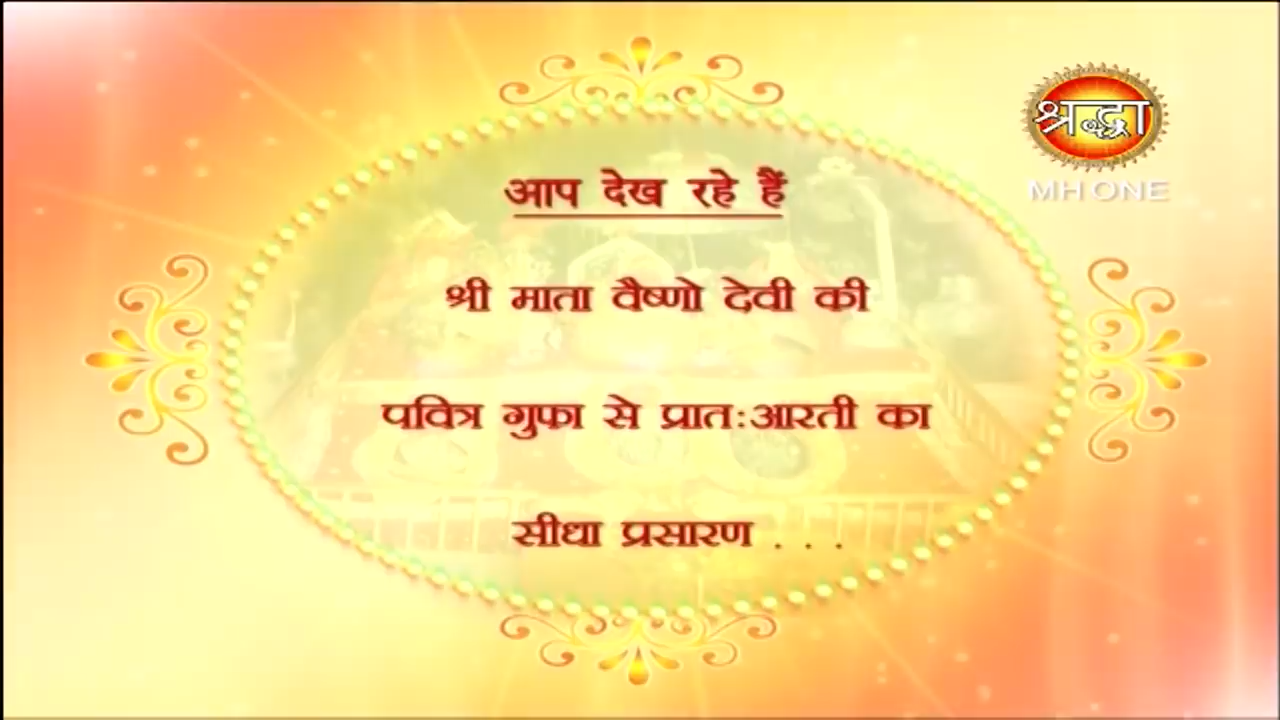 श्रद्धा
MH ONE
आप देख रहे हैं
श्री माता वैष्णो देवी की
पवित्र गुफा से प्रातःआरती का
सीधा प्रसारण . . .